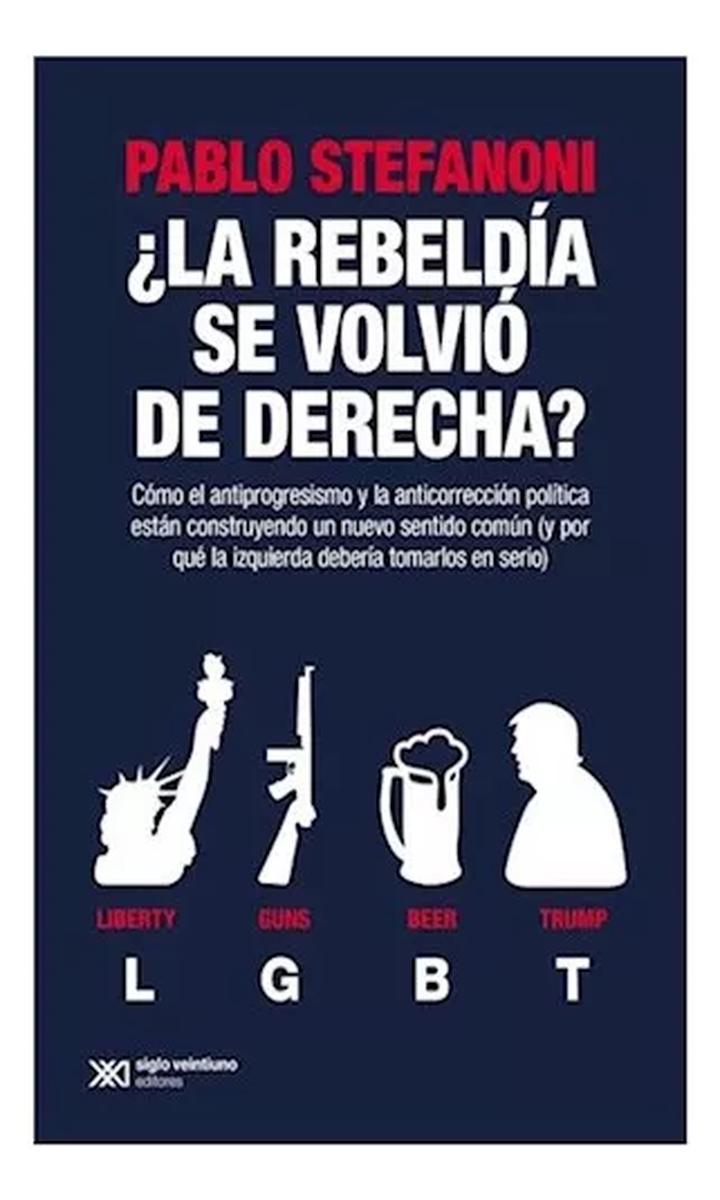 PABLO STEFANONI
¿LA REBELDÍA
SE VOLVIÓ
DE DERECHA?
Cómo el antiprogresismo y la anticorrección política
están construyendo un nuevo sentido común (y por
qué la izquierda debería tomarlos en serio)
LIBERTY GUNS BEER TRUMP
L G B T
siglo veintiuno
editores